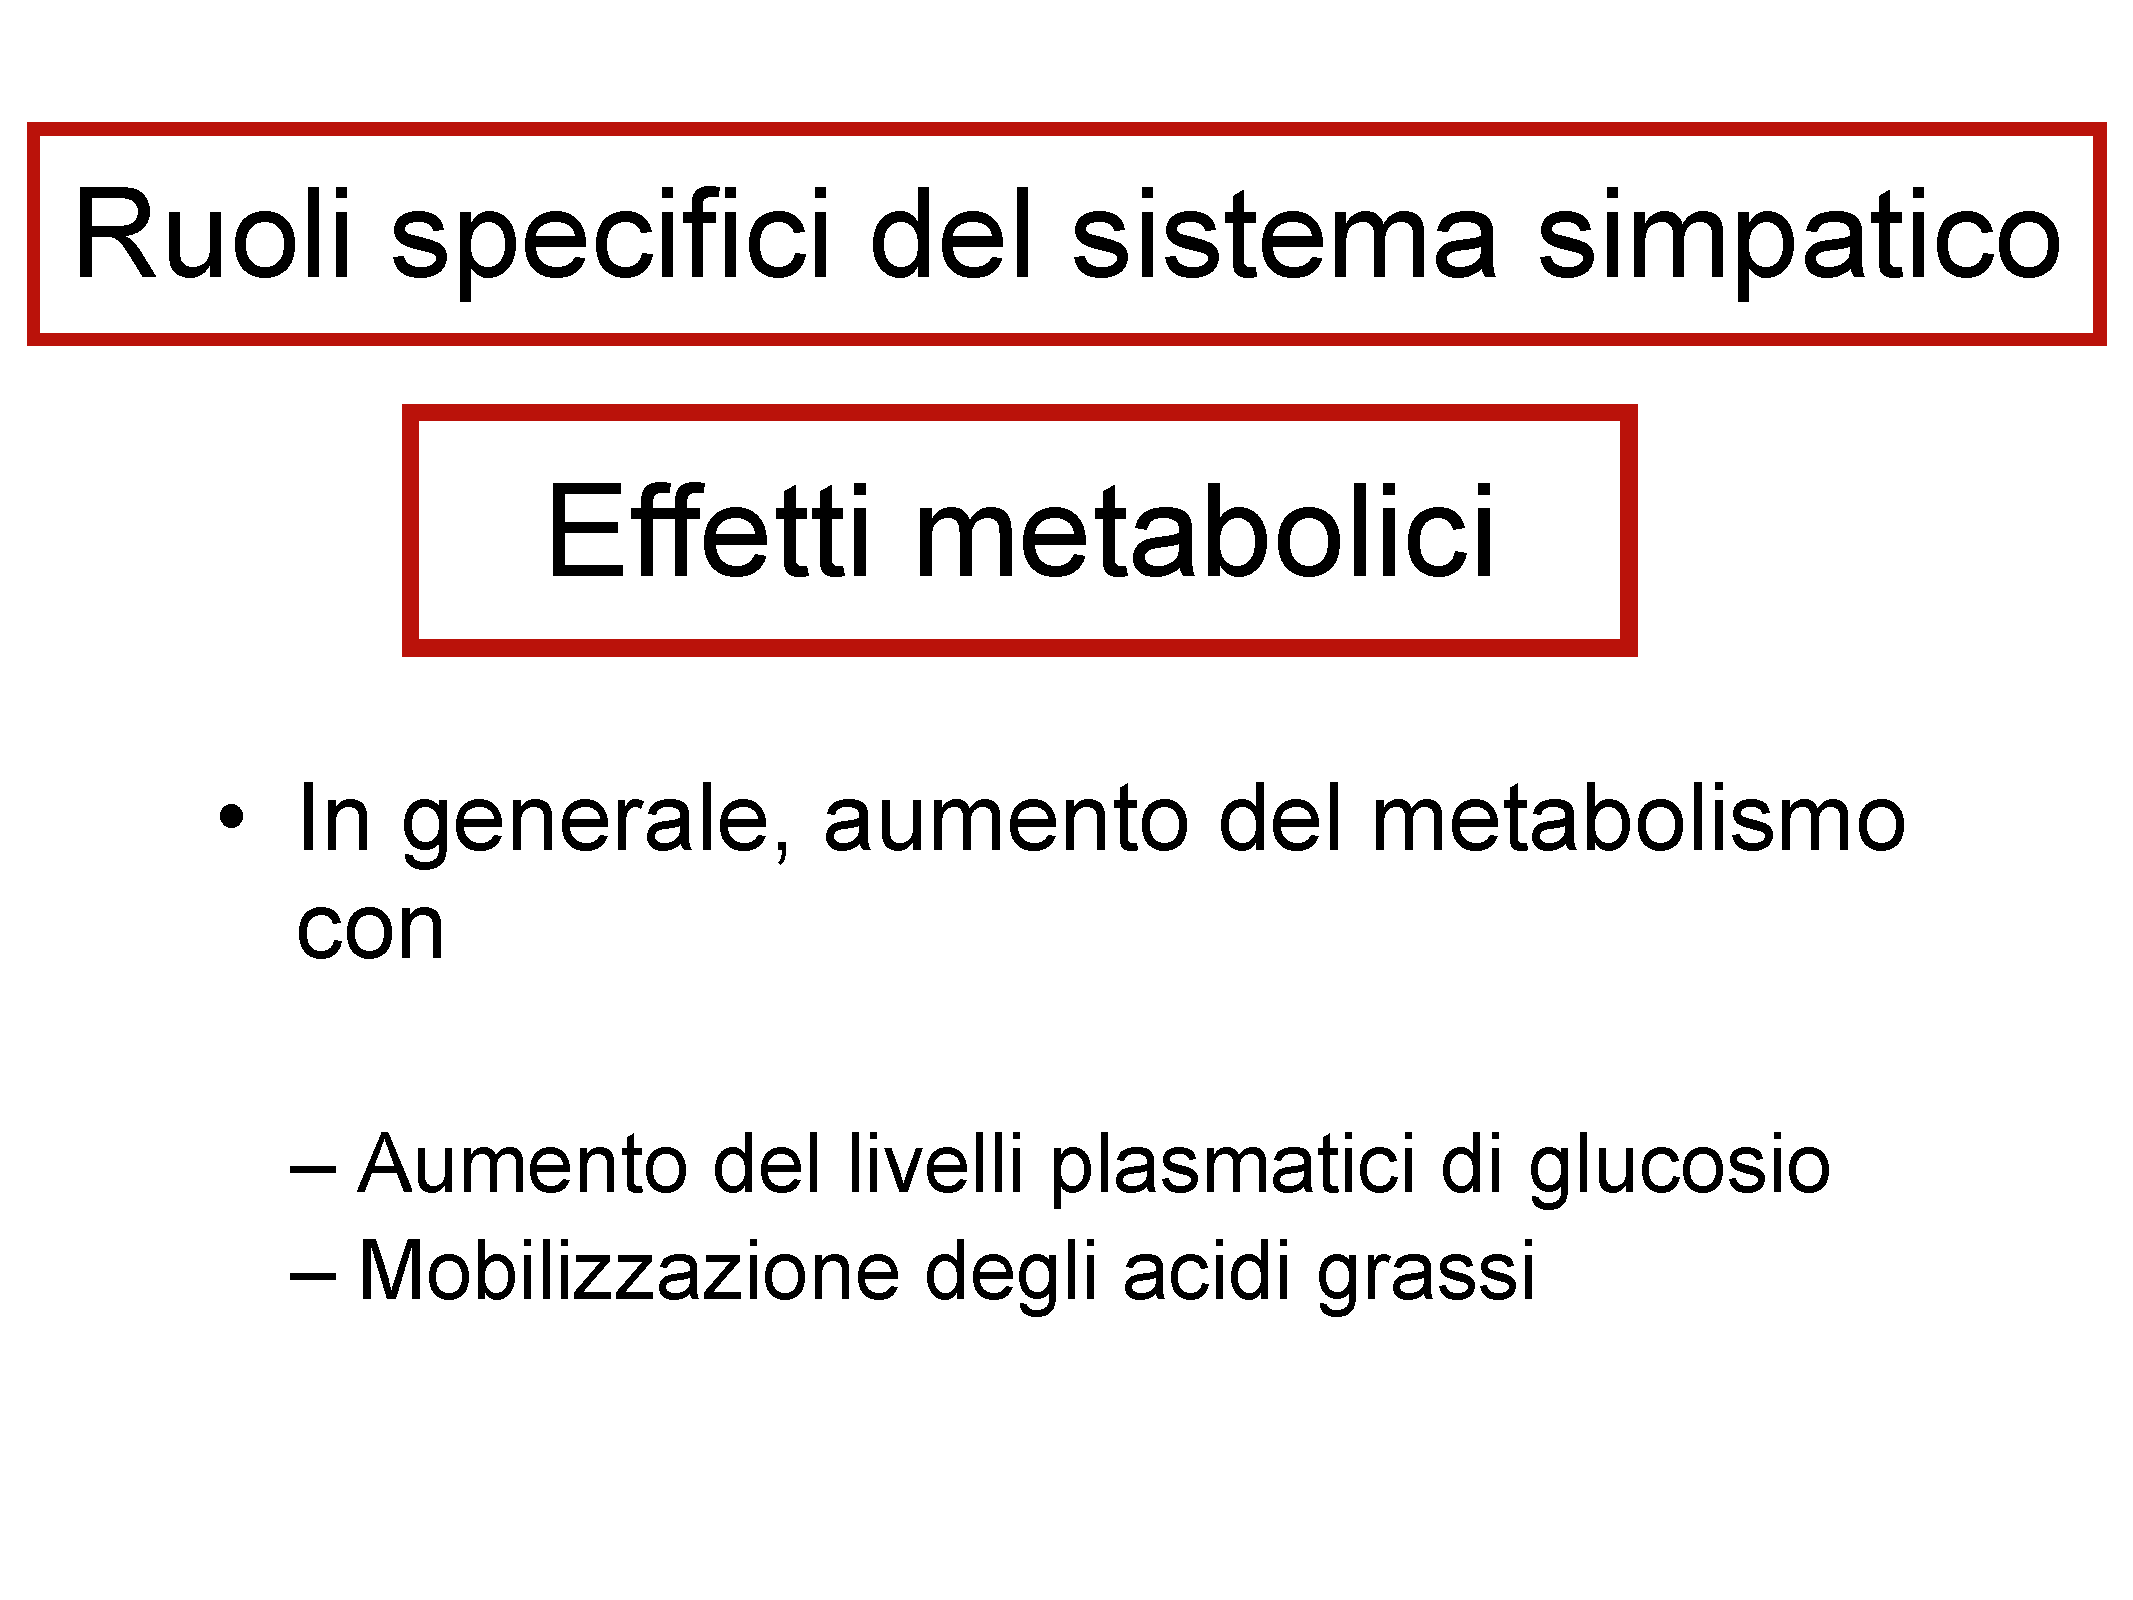 Ruoli specifici del sistema simpatico
Effetti metabolici
• In generale, aumento del metabolismo
con
– Aumento del livelli plasmatici di glucosio
– Mobilizzazione degli acidi grassi